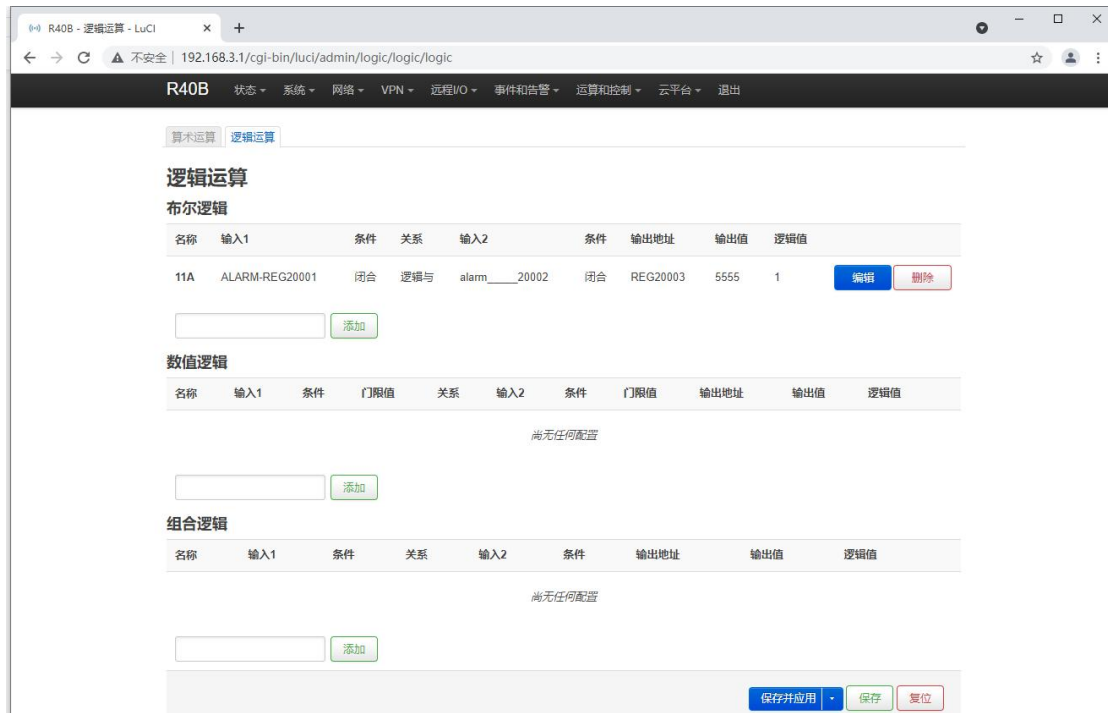 R40B - 逻辑运算 - LuCI
不安全 192.168.3.1/cgi-bin/luci/admin/logic/logic/logic
R40B 状态 系统 网络 VPN 远程I/O 事件和告警 运算和控制 云平台 退出
算术运算 逻辑运算
逻辑运算
布尔逻辑
名称 输入1 条件 关系 输入2 条件 输出地址 输出值 逻辑值
11A ALARM-REG20001 闭合 逻辑与 alarm_____20002 闭合 REG20003 5555 1 编辑 删除
添加
数值逻辑
名称 输入1 条件 门限值 关系 输入2 条件 门限值 输出地址 输出值 逻辑值
尚无任何配置
添加
组合逻辑
名称 输入1 条件 关系 输入2 条件 输出地址 输出值 逻辑值
尚无任何配置
添加
保存并应用 保存 复位